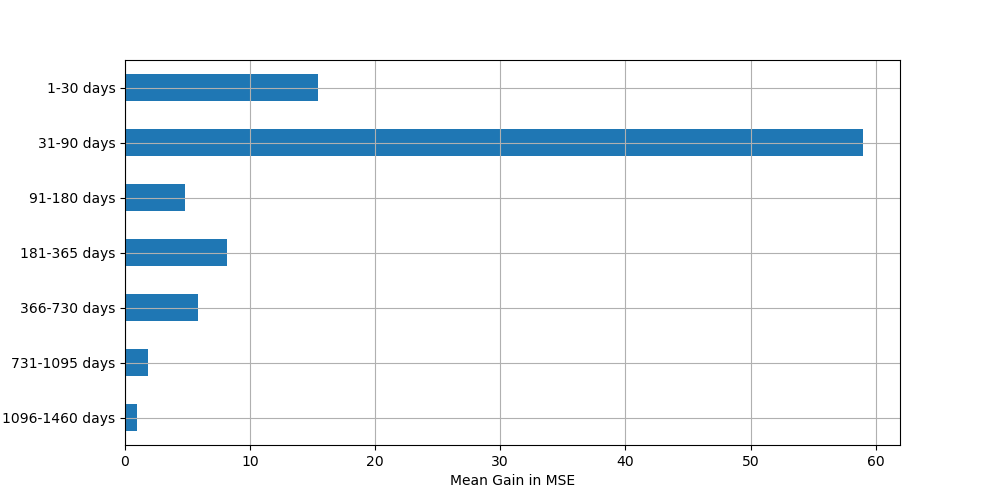 1-30 days
31-90 days
91-180 days
181-365 days
366-730 days
731-1095 days
1096-1460 days
0 10 20 30 40 50 60
Mean Gain in MSE